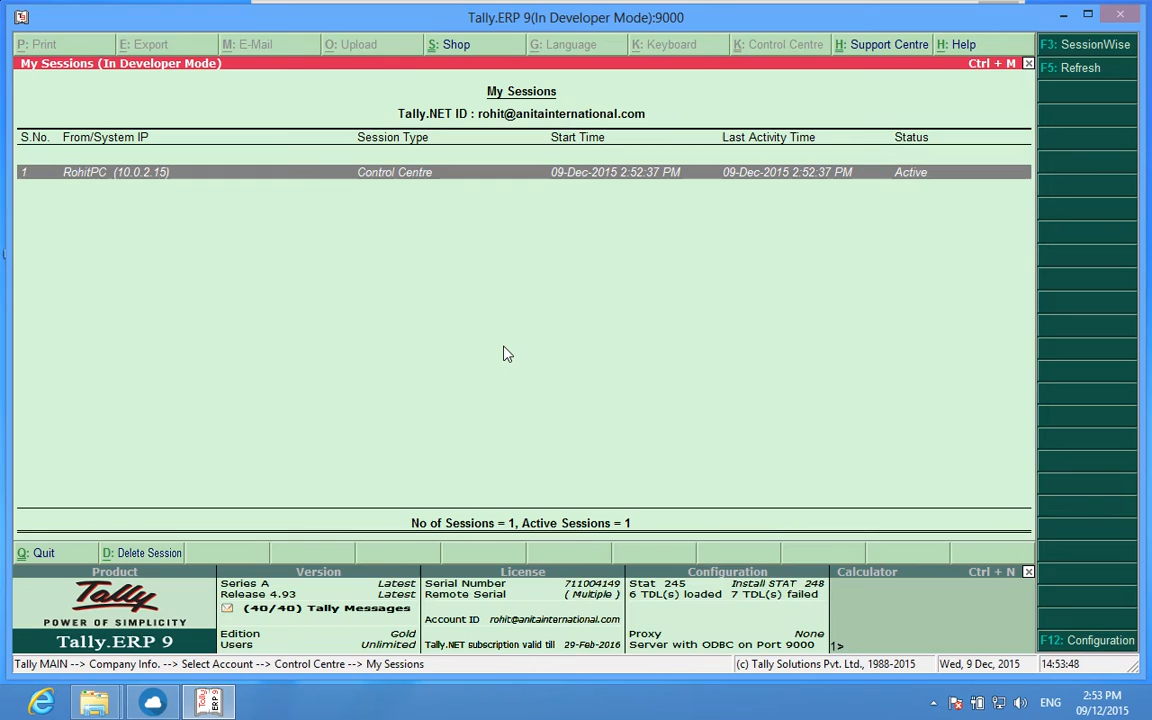 Tally.ERP 9(In Developer Mode):9000
P: Print E: Export M: E-Mail O: Upload S: Shop G: Language K: Keyboard K: Control Centre H: Support Centre H: Help
F3: SessionWise
My Sessions (In Developer Mode) Ctrl + M
F5: Refresh
My Sessions
Tally.NET ID : rohit@anitainternational.com
S.No. From/System IP Session Type Start Time Last Activity Time Status
1 RohitPC (10.0.2.15) Control Centre 09-Dec-2015 2:52:37 PM 09-Dec-2015 2:52:37 PM Active
No of Sessions = 1, Active Sessions = 1
Q: Quit D: Delete Session
Product Version License Configuration Calculator Ctrl + N
Tally
POWER OF SIMPLICITY
Tally.ERP 9
Series A Latest
Release 4.93 Latest
(40/40) Tally Messages
Edition Gold
Users Unlimited
Serial Number 711004149
Remote Serial ( Multiple )
Account ID rohit@anitainternational.com
Tally.NET subscription valid till 29-Feb-2016
Stat 245 Install STAT 248
6 TDL(s) loaded 7 TDL(s) failed
Proxy None
Server with ODBC on Port 9000
1>
F12: Configuration
Tally MAIN --> Company Info. --> Select Account --> Control Centre --> My Sessions (c) Tally Solutions Pvt. Ltd., 1988-2015 Wed, 9 Dec, 2015 14:53:48
ERP 9
ENG
2:53 PM
09/12/2015